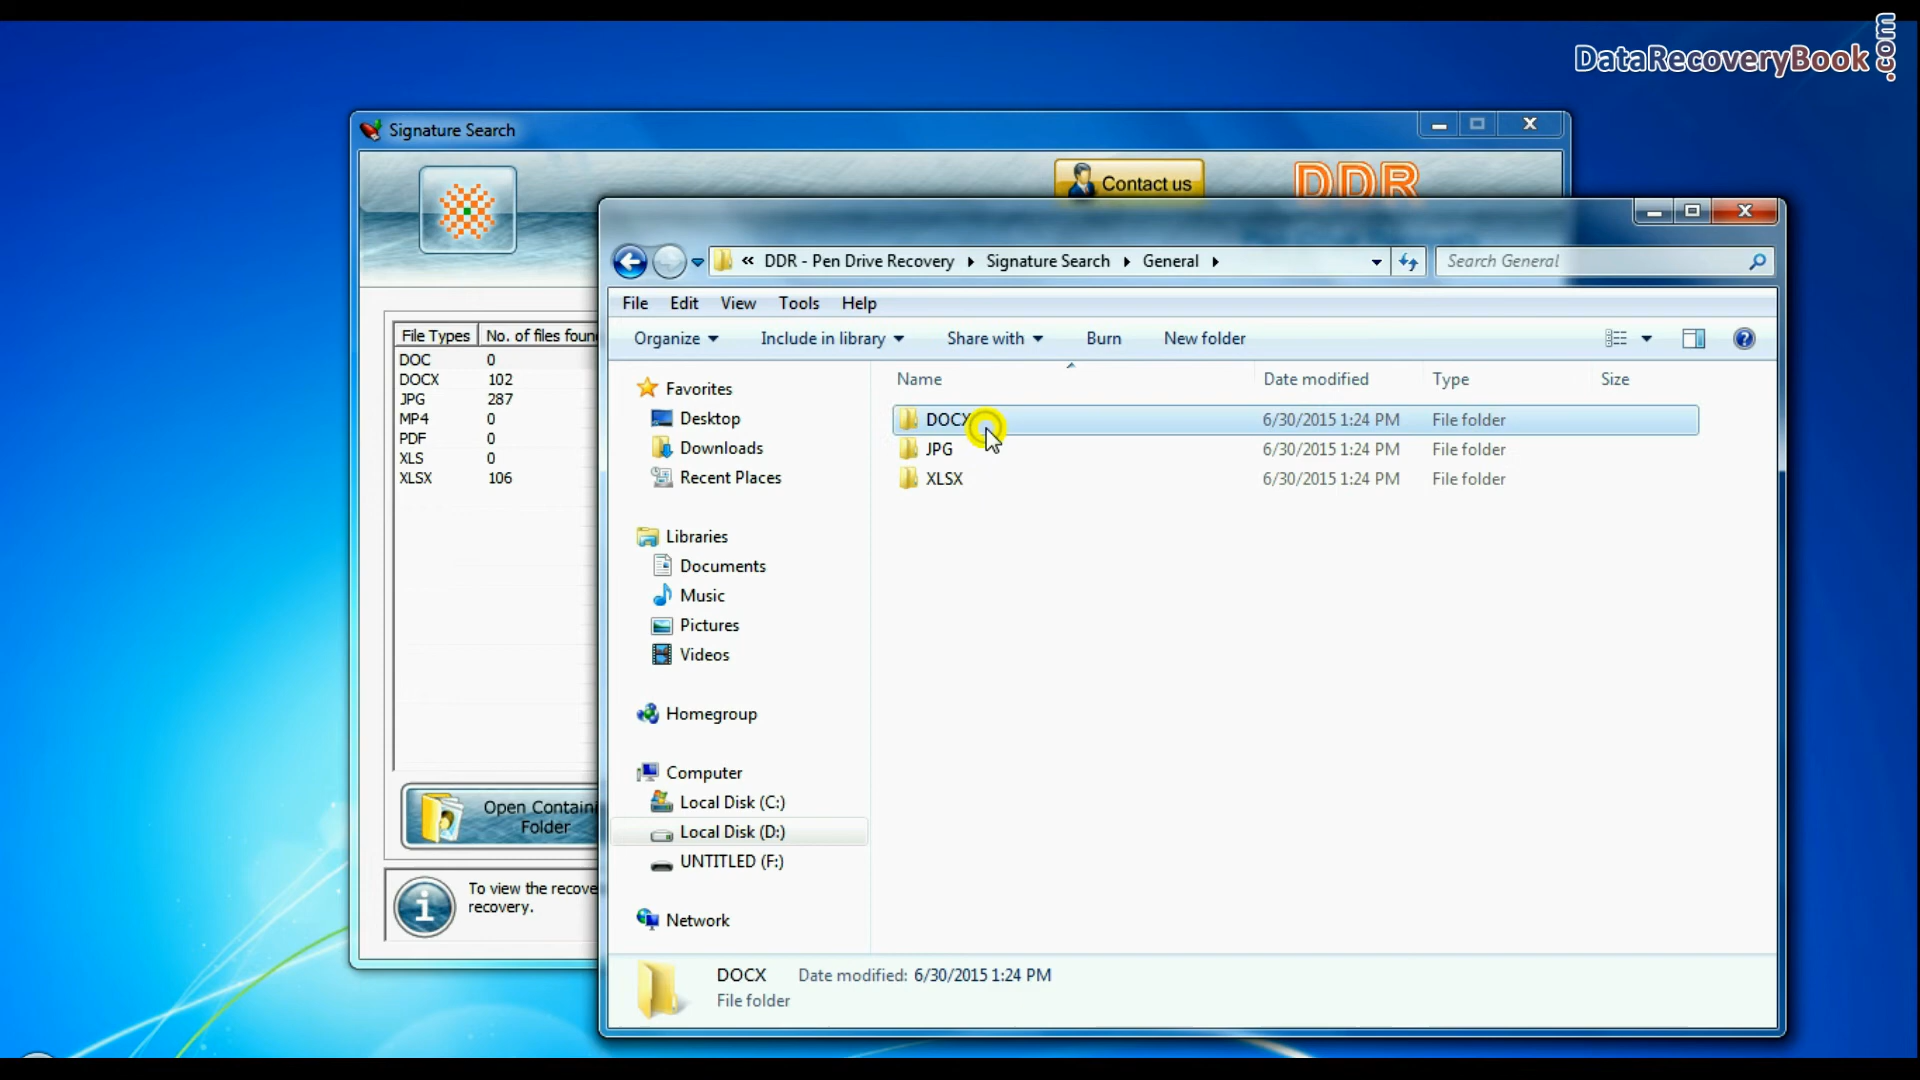 DataRecoveryBook.com
Signature Search
Contact us
DDR
« DDR - Pen Drive Recovery Signature Search General
Search General
File Edit View Tools Help
Organize Include in library Share with Burn New folder
File Types No. of files foun
DOC 0
DOCX 102
JPG 287
MP4 0
PDF 0
XLS 0
XLSX 106
Open Containi
Folder
To view the recove
recovery.
Favorites
Desktop
Downloads
Recent Places
Libraries
Documents
Music
Pictures
Videos
Homegroup
Computer
Local Disk (C:)
Local Disk (D:)
UNTITLED (F:)
Network
Name Date modified Type Size
DOCX 6/30/2015 1:24 PM File folder
JPG 6/30/2015 1:24 PM File folder
XLSX 6/30/2015 1:24 PM File folder
DOCX Date modified: 6/30/2015 1:24 PM
File folder